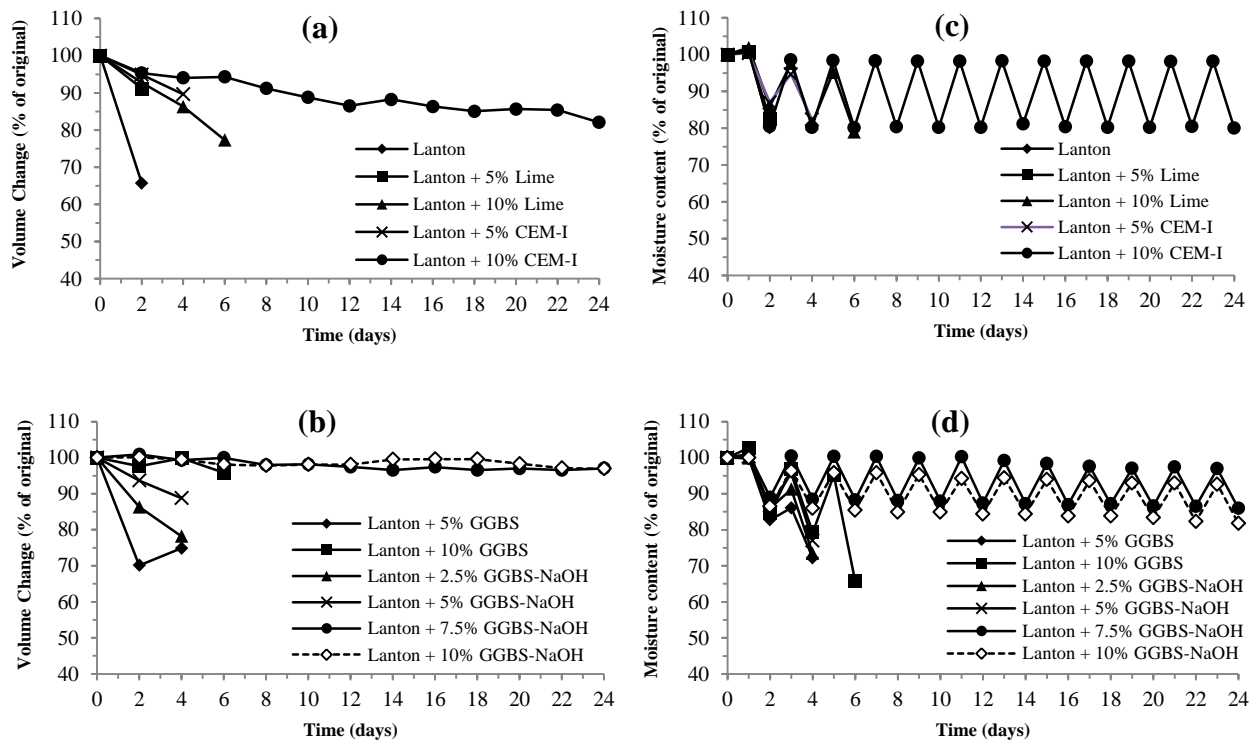 (a)
Volume Change (% of original)
110
100
90
80
70
60
50
40
Lanton
Lanton + 5% Lime
Lanton + 10% Lime
Lanton + 5% CEM-I
Lanton + 10% CEM-I
0 2 4 6 8 10 12 14 16 18 20 22 24
Time (days)
(c)
Moisture content (% of original)
110
100
90
80
70
60
50
40
Lanton
Lanton + 5% Lime
Lanton + 10% Lime
Lanton + 5% CEM-I
Lanton + 10% CEM-I
0 2 4 6 8 10 12 14 16 18 20 22 24
Time (days)
(b)
Volume Change (% of original)
110
100
90
80
70
60
50
40
Lanton + 5% GGBS
Lanton + 10% GGBS
Lanton + 2.5% GGBS-NaOH
Lanton + 5% GGBS-NaOH
Lanton + 7.5% GGBS-NaOH
Lanton + 10% GGBS-NaOH
0 2 4 6 8 10 12 14 16 18 20 22 24
Time (days)
(d)
Moisture content (% of original)
110
100
90
80
70
60
50
40
Lanton + 5% GGBS
Lanton + 10% GGBS
Lanton + 2.5% GGBS-NaOH
Lanton + 5% GGBS-NaOH
Lanton + 7.5% GGBS-NaOH
Lanton + 10% GGBS-NaOH
0 2 4 6 8 10 12 14 16 18 20 22 24
Time (days)